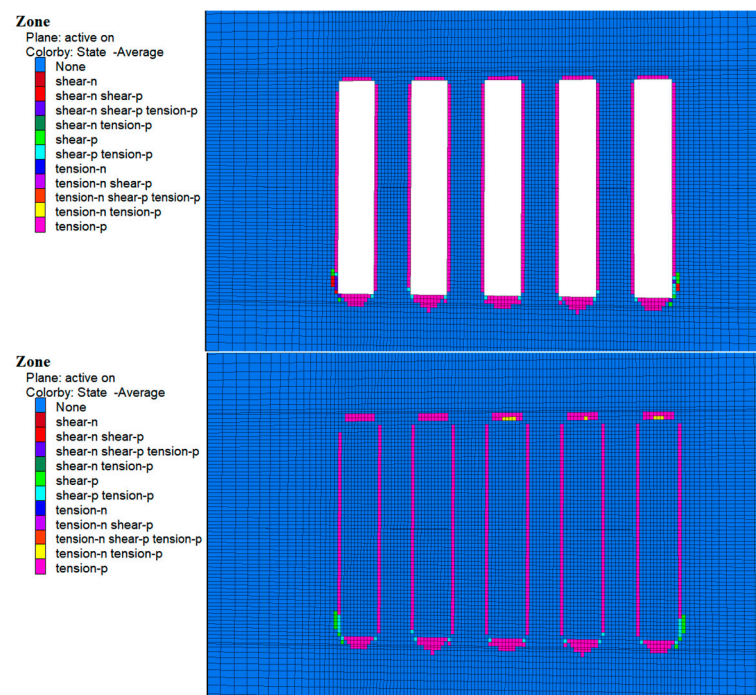 Zone
Plane: active on
Colorby: State -Average
None
shear-n
shear-n shear-p
shear-n shear-p tension-p
shear-n tension-p
shear-p
shear-p tension-p
tension-n
tension-n shear-p
tension-n shear-p tension-p
tension-n tension-p
tension-p
Zone
Plane: active on
Colorby: State -Average
None
shear-n
shear-n shear-p
shear-n shear-p tension-p
shear-n tension-p
shear-p
shear-p tension-p
tension-n
tension-n shear-p
tension-n shear-p tension-p
tension-n tension-p
tension-p